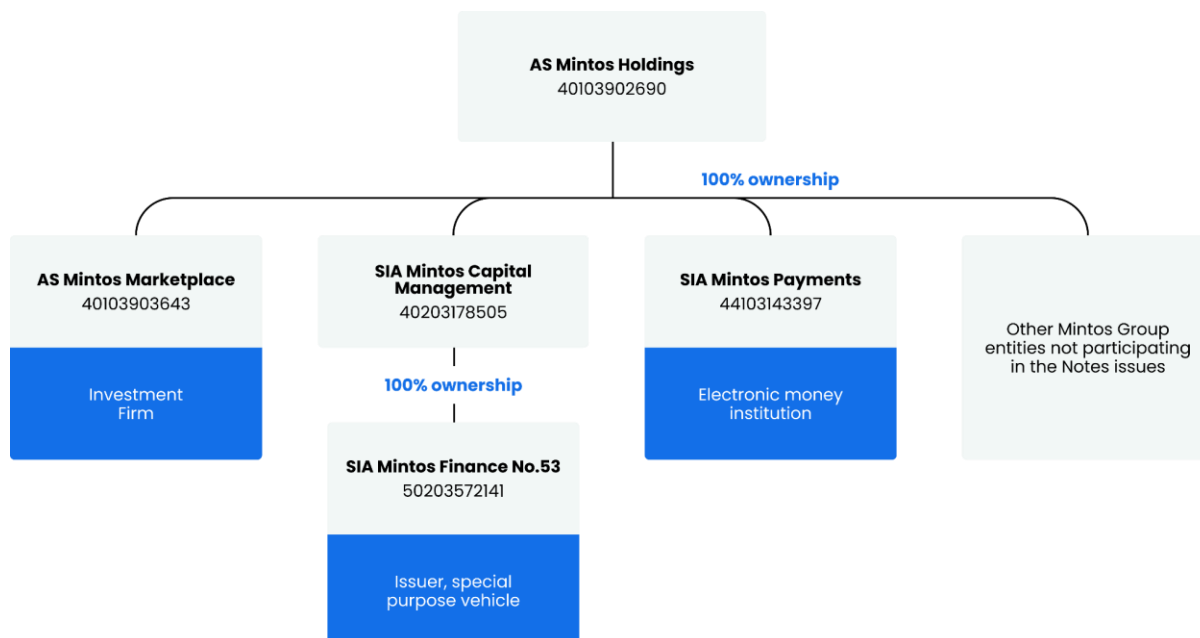 AS Mintos Holdings
40103902690
100% ownership
AS Mintos Marketplace
40103903643
Investment
Firm
SIA Mintos Capital
Management
40203178505
100% ownership
SIA Mintos Finance No.53
50203572141
Issuer, special
purpose vehicle
SIA Mintos Payments
44103143397
Electronic money
institution
Other Mintos Group
entities not participating
in the Notes issues